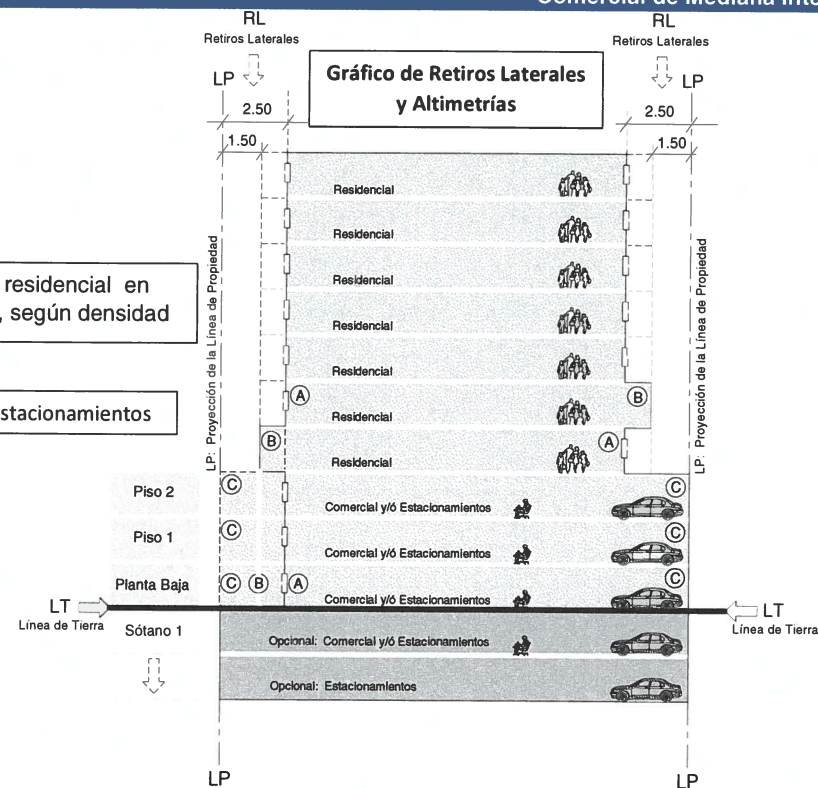 Comercial de Mediana Inte
RL
Retiros Laterales
RL
Retiros Laterales
LP
LP
Gráfico de Retiros Laterales
y Altimetrías
2.50
2.50
1.50
1.50
Residencial
Residencial
Residencial
Residencial
Residencial
A
Residencial
B
B
Residencial
A
LP: Proyección de la Línea de Propiedad
LP: Proyección de la Línea de Propiedad
residencial en
, según densidad
stacionamientos
Piso 2
C
Comercial y/ó Estacionamientos
C
Piso 1
C
Comercial y/ó Estacionamientos
C
Planta Baja
C B A
Comercial y/ó Estacionamientos
C
LT
Línea de Tierra
LT
Línea de Tierra
Sótano 1
Opcional: Comercial y/ó Estacionamientos
Opcional: Estacionamientos
LP
LP